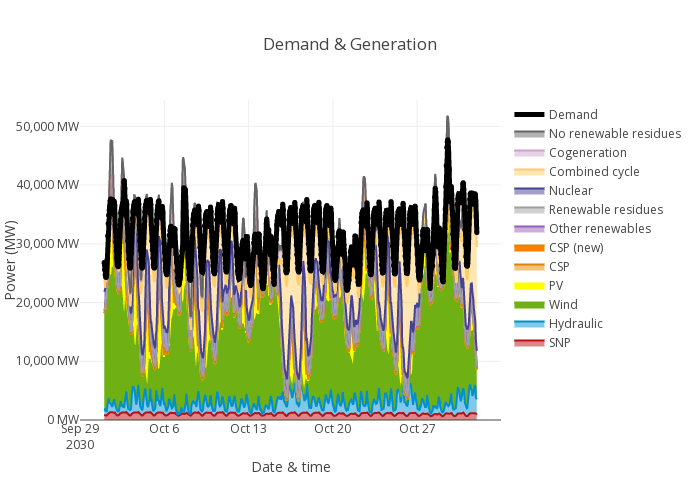 Demand & Generation
50,000 MW
40,000 MW
30,000 MW
20,000 MW
10,000 MW
0 MW
Power (MW)
Sep 29
2030
Oct 6
Oct 13
Oct 20
Oct 27
Date & time
Demand
No renewable residues
Cogeneration
Combined cycle
Nuclear
Renewable residues
Other renewables
CSP (new)
CSP
PV
Wind
Hydraulic
SNP